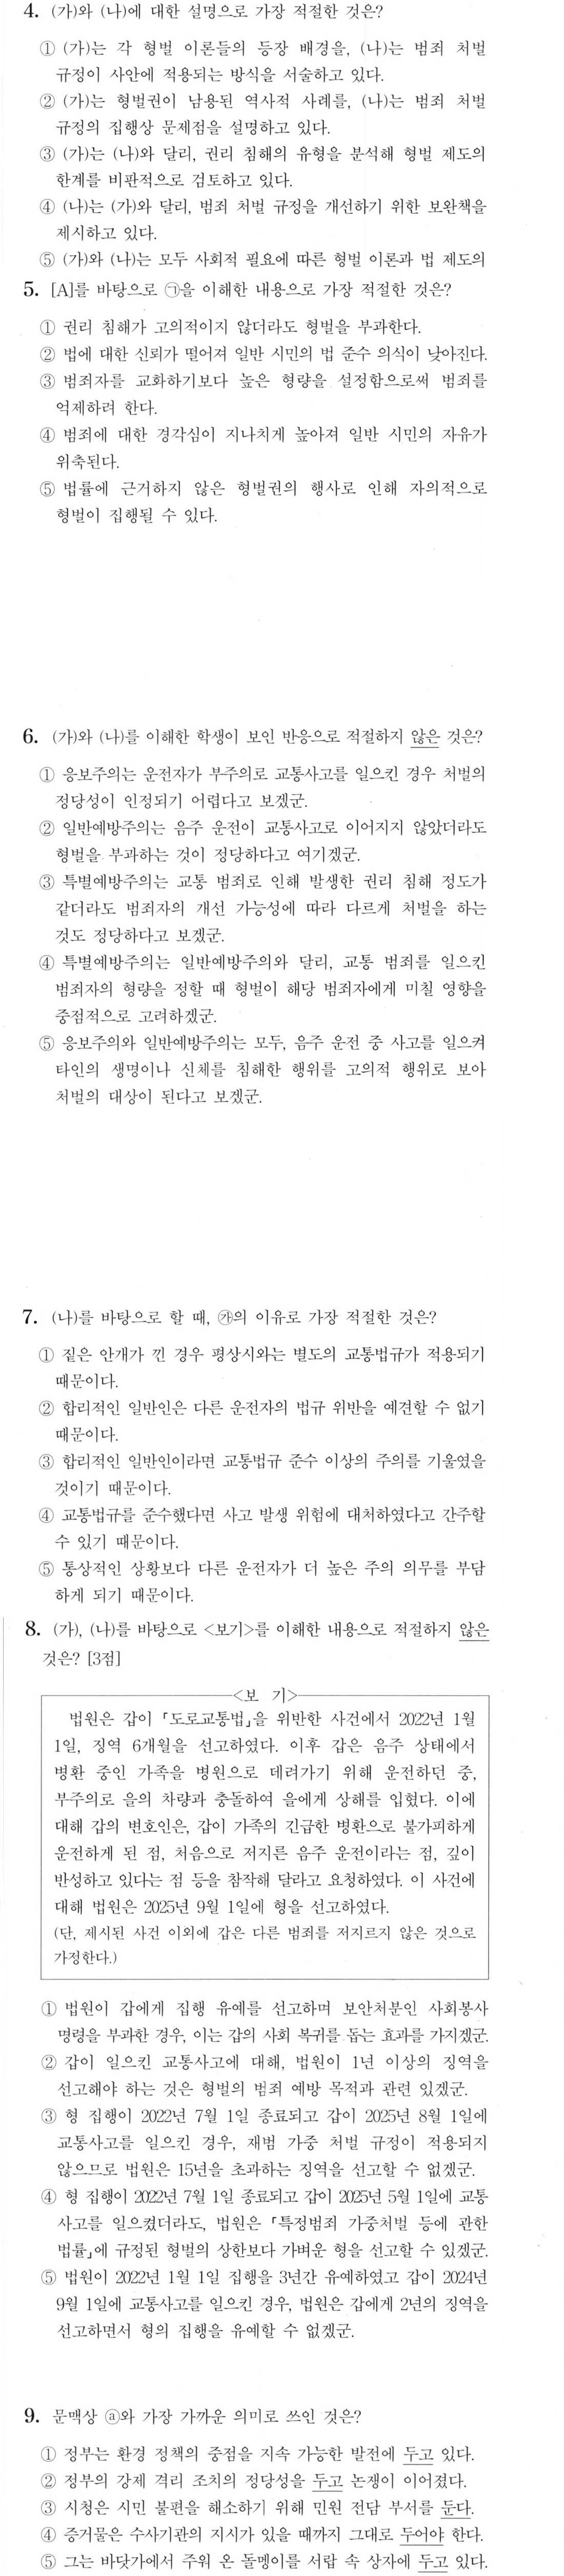 4. (가)와 (나)에 대한 설명으로 가장 적절한 것은?
① (가)는 각 형벌 이론들의 등장 배경을, (나)는 범죄 처벌
규정이 사안에 적용되는 방식을 서술하고 있다.
② (가)는 형벌권이 남용된 역사적 사례를, (나)는 범죄 처벌
규정의 집행상 문제점을 설명하고 있다.
③ (가)는 (나)와 달리, 권리 침해의 유형을 분석해 형벌 제도의
한계를 비판적으로 검토하고 있다.
④ (나)는 (가)와 달리, 범죄 처벌 규정을 개선하기 위한 보완책을
제시하고 있다.
⑤ (가)와 (나)는 모두 사회적 필요에 따른 형벌 이론과 법 제도의
5. [A]를 바탕으로 ㉠을 이해한 내용으로 가장 적절한 것은?
① 권리 침해가 고의적이지 않더라도 형벌을 부과한다.
② 법에 대한 신뢰가 떨어져 일반 시민의 법 준수 의식이 낮아진다.
③ 범죄자를 교화하기보다 높은 형량을 설정함으로써 범죄를
억제하려 한다.
④ 범죄에 대한 경각심이 지나치게 높아져 일반 시민의 자유가
위축된다.
⑤ 법률에 근거하지 않은 형벌권의 행사로 인해 자의적으로
형벌이 집행될 수 있다.
6. (가)와 (나)를 이해한 학생이 보인 반응으로 적절하지 않은 것은?
① 응보주의는 운전자가 부주의로 교통사고를 일으킨 경우 처벌의
정당성이 인정되기 어렵다고 보겠군.
② 일반예방주의는 음주 운전이 교통사고로 이어지지 않았더라도
형벌을 부과하는 것이 정당하다고 여기겠군.
③ 특별예방주의는 교통 범죄로 인해 발생한 권리 침해 정도가
같더라도 범죄자의 개선 가능성에 따라 다르게 처벌을 하는
것도 정당하다고 보겠군.
④ 특별예방주의는 일반예방주의와 달리, 교통 범죄를 일으킨
범죄자의 형량을 정할 때 형벌이 해당 범죄자에게 미칠 영향을
중점적으로 고려하겠군.
⑤ 응보주의와 일반예방주의는 모두, 음주 운전 중 사고를 일으켜
타인의 생명이나 신체를 침해한 행위를 고의적 행위로 보아
처벌의 대상이 된다고 보겠군.
7. (나)를 바탕으로 할 때, ㉮의 이유로 가장 적절한 것은?
① 짙은 안개가 낀 경우 평상시와는 별도의 교통법규가 적용되기
때문이다.
② 합리적인 일반인은 다른 운전자의 법규 위반을 예견할 수 없기
때문이다.
③ 합리적인 일반인이라면 교통법규 준수 이상의 주의를 기울였을
것이기 때문이다.
④ 교통법규를 준수했다면 사고 발생 위험에 대처하였다고 간주할
수 있기 때문이다.
⑤ 통상적인 상황보다 다른 운전자가 더 높은 주의 의무를 부담
하게 되기 때문이다.
8. (가), (나)를 바탕으로 <보기>를 이해한 내용으로 적절하지 않은
것은? [3점]
<보 기>
법원은 갑이 「도로교통법」을 위반한 사건에서 2022년 1월
1일, 징역 6개월을 선고하였다. 이후 갑은 음주 상태에서
병환 중인 가족을 병원으로 데려가기 위해 운전하던 중,
부주의로 을의 차량과 충돌하여 을에게 상해를 입혔다. 이에
대해 갑의 변호인은, 갑이 가족의 긴급한 병환으로 불가피하게
운전하게 된 점, 처음으로 저지른 음주 운전이라는 점, 깊이
반성하고 있다는 점 등을 참작해 달라고 요청하였다. 이 사건에
대해 법원은 2025년 9월 1일에 형을 선고하였다.
(단, 제시된 사건 이외에 갑은 다른 범죄를 저지르지 않은 것으로
가정한다.)
① 법원이 갑에게 집행 유예를 선고하며 보안처분인 사회봉사
명령을 부과한 경우, 이는 갑의 사회 복귀를 돕는 효과를 가지겠군.
② 갑이 일으킨 교통사고에 대해, 법원이 1년 이상의 징역을
선고해야 하는 것은 형벌의 범죄 예방 목적과 관련 있겠군.
③ 형 집행이 2022년 7월 1일 종료되고 갑이 2025년 8월 1일에
교통사고를 일으킨 경우, 재범 가중 처벌 규정이 적용되지
않으므로 법원은 15년을 초과하는 징역을 선고할 수 없겠군.
④ 형 집행이 2022년 7월 1일 종료되고 갑이 2025년 5월 1일에 교통
사고를 일으켰더라도, 법원은 「특정범죄 가중처벌 등에 관한
법률」에 규정된 형벌의 상한보다 가벼운 형을 선고할 수 있겠군.
⑤ 법원이 2022년 1월 1일 집행을 3년간 유예하였고 갑이 2024년
9월 1일에 교통사고를 일으킨 경우, 법원은 갑에게 2년의 징역을
선고하면서 형의 집행을 유예할 수 없겠군.
9. 문맥상 ⓐ와 가장 가까운 의미로 쓰인 것은?
① 정부는 환경 정책의 중점을 지속 가능한 발전에 두고 있다.
② 정부의 강제 격리 조치의 정당성을 두고 논쟁이 이어졌다.
③ 시청은 시민 불편을 해소하기 위해 민원 전담 부서를 둔다.
④ 증거물은 수사기관의 지시가 있을 때까지 그대로 두어야 한다.
⑤ 그는 바닷가에서 주워 온 돌멩이를 서랍 속 상자에 두고 있다.